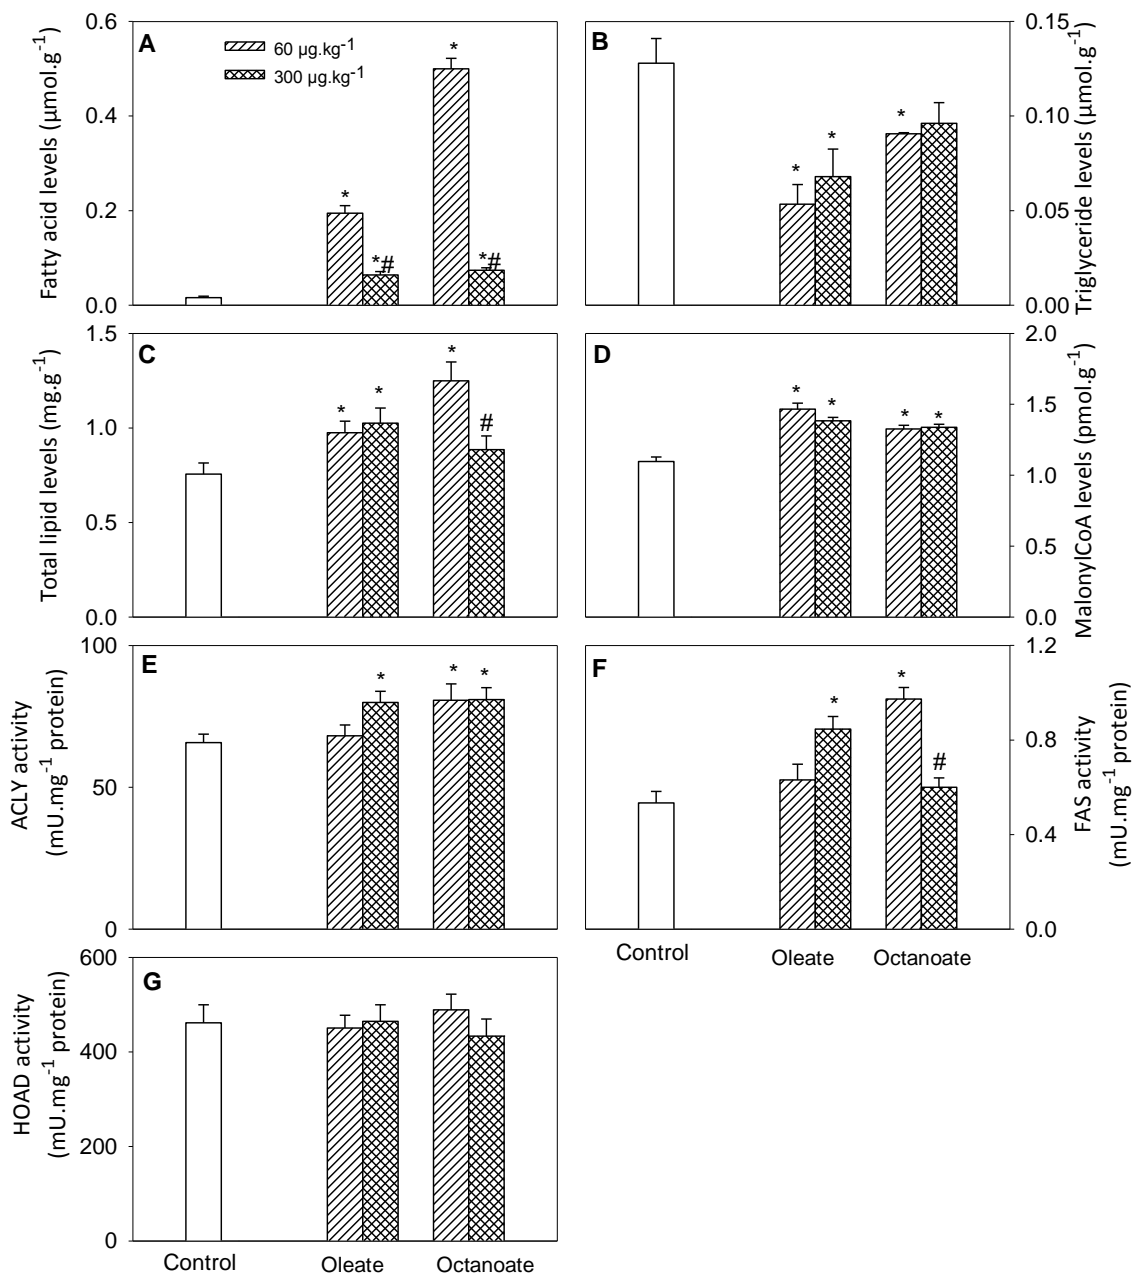 A
60 µg.kg-1
300 µg.kg-1
Fatty acid levels (µmol.g-1)
0.6
0.4
0.2
0.0
*
*#
*
*#
B
Triglyceride levels (µmol.g-1)
0.15
0.10
0.05
0.00
*
*
*
C
Total lipid levels (mg.g-1)
1.5
1.0
0.5
0.0
*
*
*
#
D
MalonylCoA levels (pmol.g-1)
2.0
1.5
1.0
0.5
0.0
*
*
*
*
E
ACLY activity
(mU.mg-1 protein)
100
50
0
*
*
*
F
FAS activity
(mU.mg-1 protein)
1.2
0.8
0.4
0.0
*
*
#
Control
Oleate
Octanoate
G
HOAD activity
(mU.mg-1 protein)
600
400
200
0
Control
Oleate
Octanoate